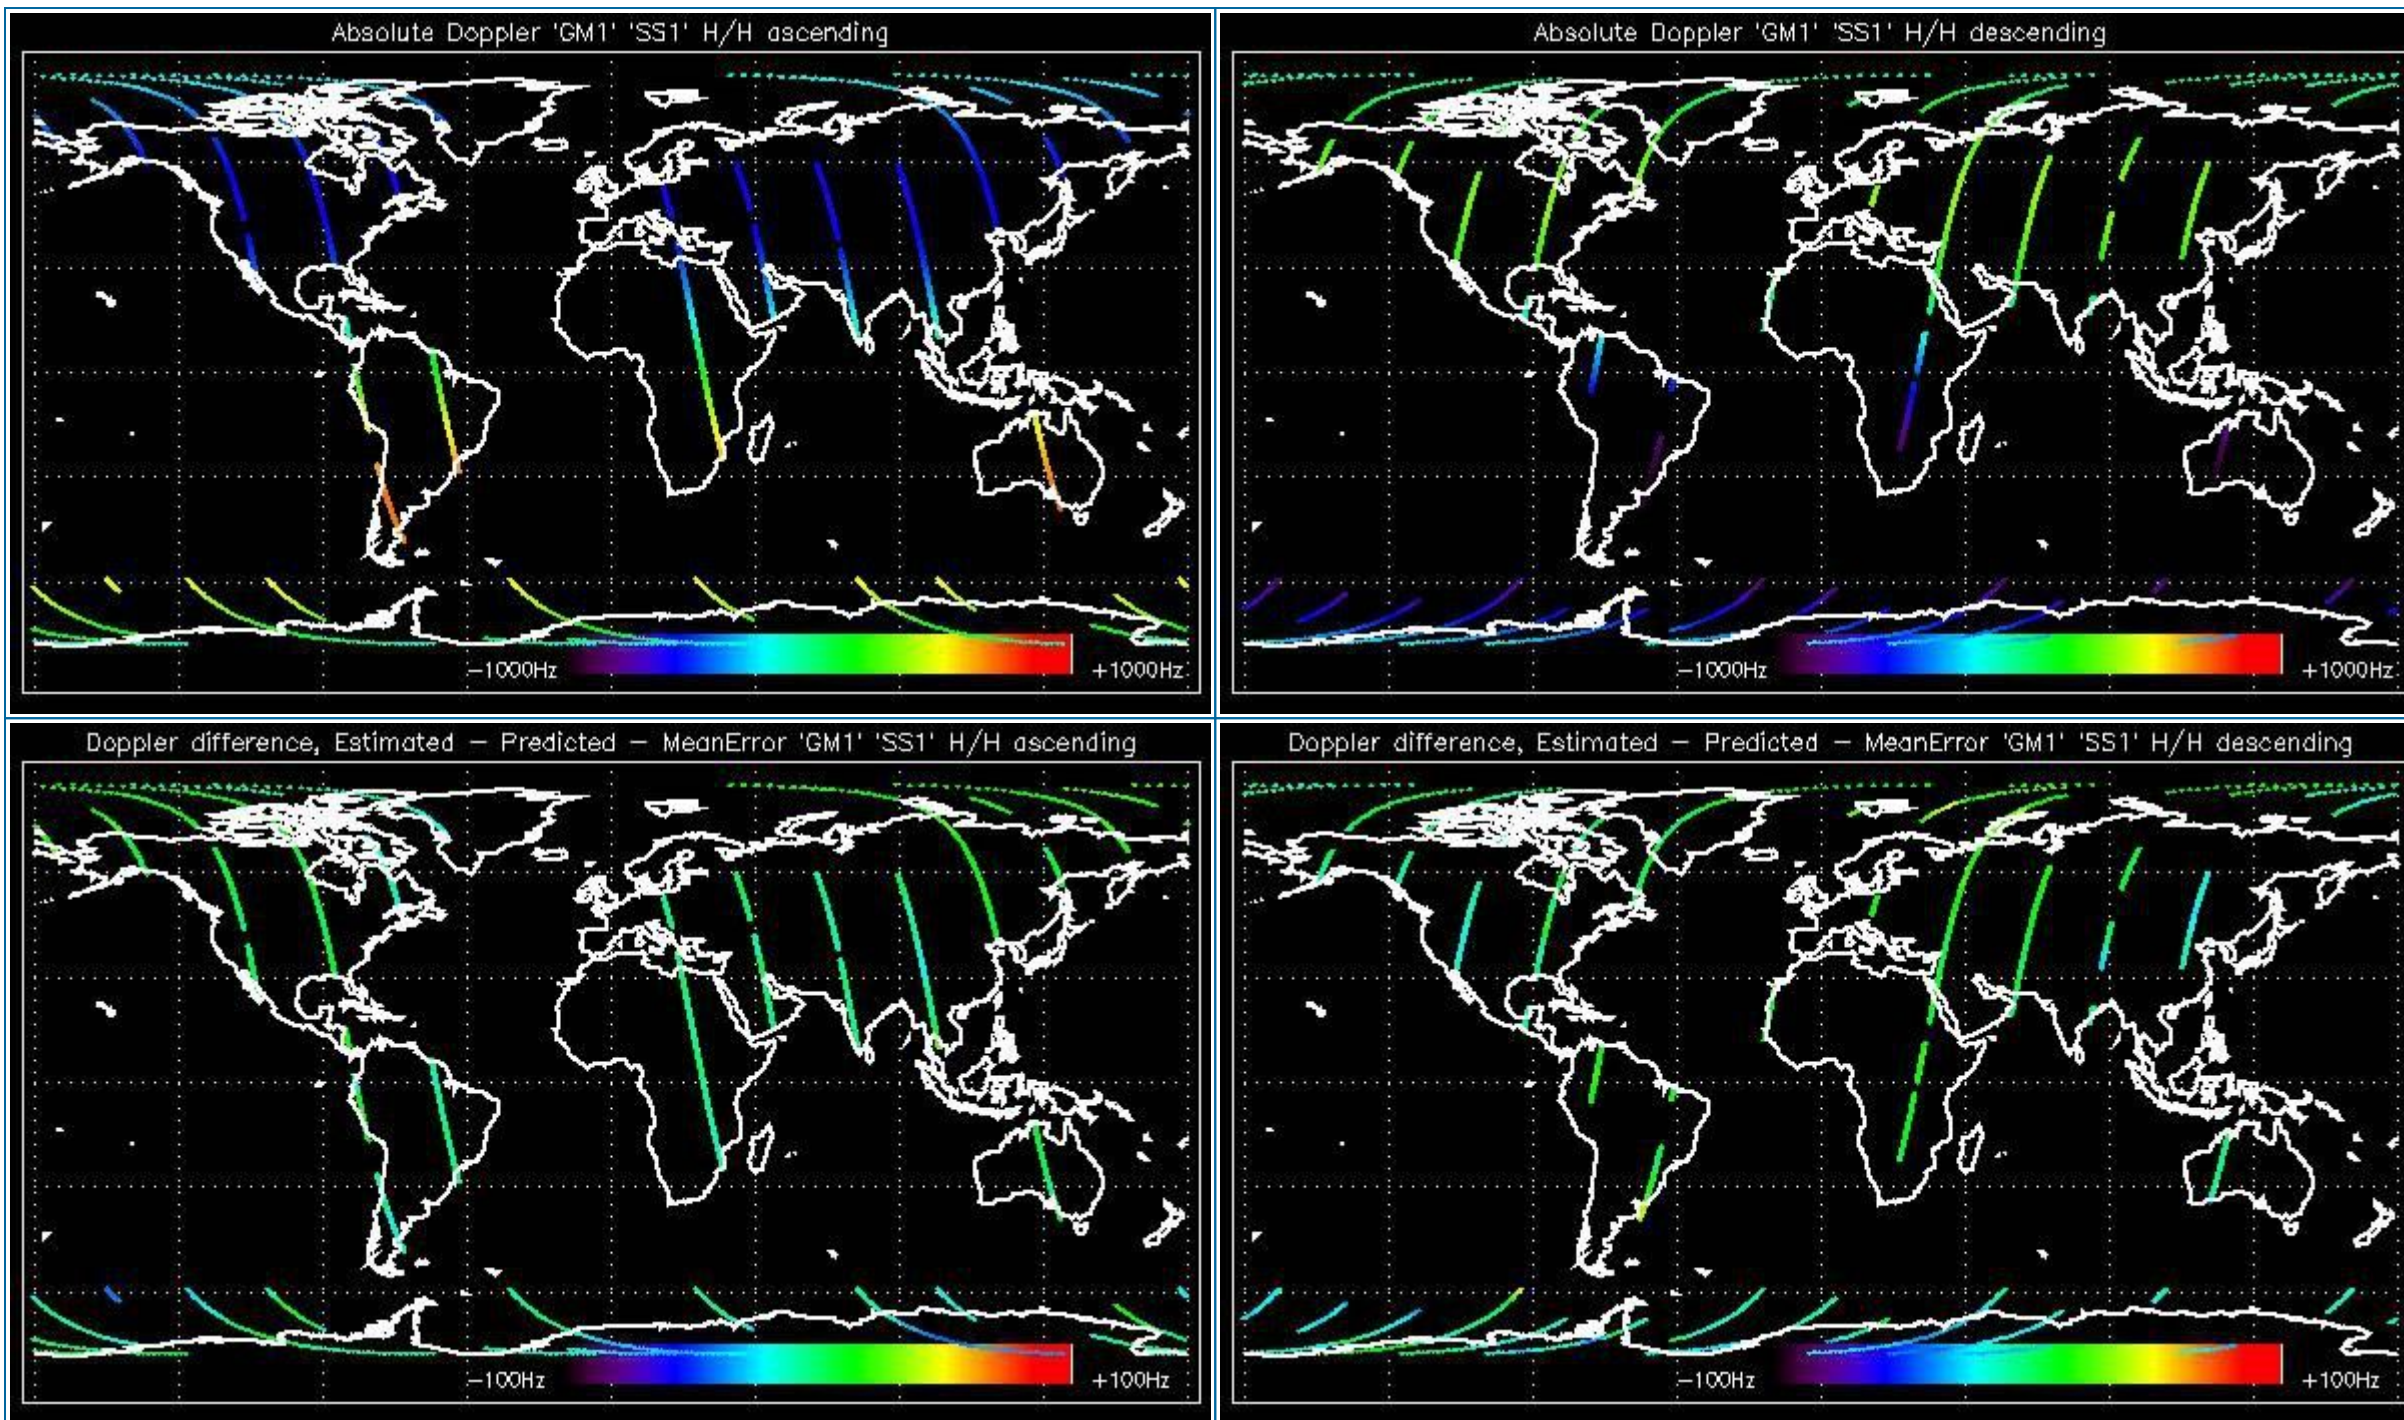 Absolute Doppler 'GM1' 'SS1' H/H ascending
-1000Hz
+1000Hz
Absolute Doppler 'GM1' 'SS1' H/H descending
-1000Hz
+1000Hz
Doppler difference, Estimated - Predicted - MeanError 'GM1' 'SS1' H/H ascending
-100Hz
+100Hz
Doppler difference, Estimated - Predicted - MeanError 'GM1' 'SS1' H/H descending
-100Hz
+100Hz